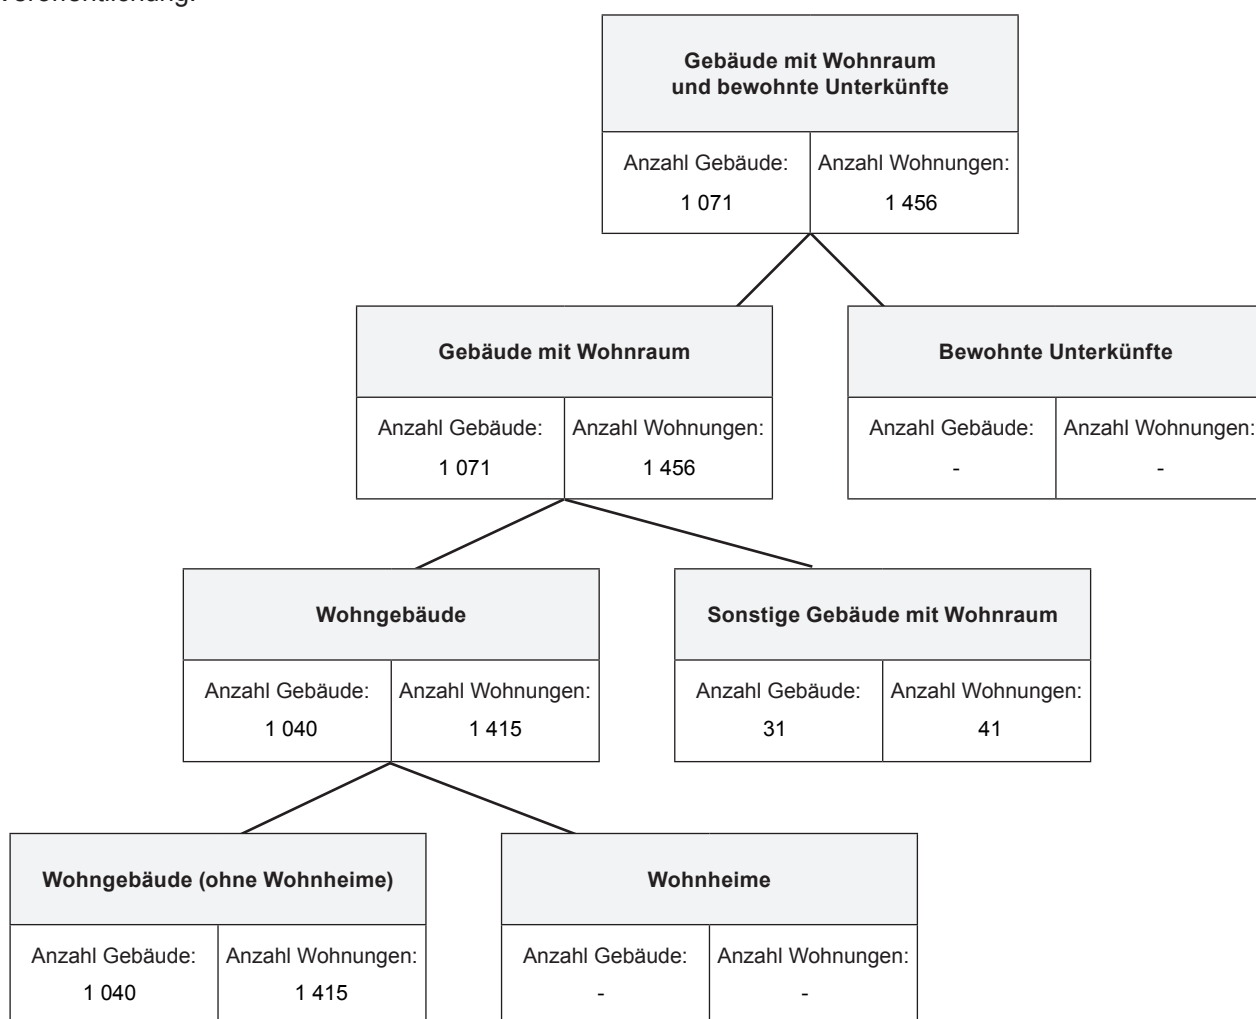 Veröffentlichung.
Gebäude mit Wohnraum
und bewohnte Unterkünfte
Anzahl Gebäude: Anzahl Wohnungen:
1 071 1 456
Gebäude mit Wohnraum Bewohnte Unterkünfte
Anzahl Gebäude: Anzahl Wohnungen: Anzahl Gebäude: Anzahl Wohnungen:
1 071 1 456 - -
Wohngebäude Sonstige Gebäude mit Wohnraum
Anzahl Gebäude: Anzahl Wohnungen: Anzahl Gebäude: Anzahl Wohnungen:
1 040 1 415 31 41
Wohngebäude (ohne Wohnheime) Wohnheime
Anzahl Gebäude: Anzahl Wohnungen: Anzahl Gebäude: Anzahl Wohnungen:
1 040 1 415 - -